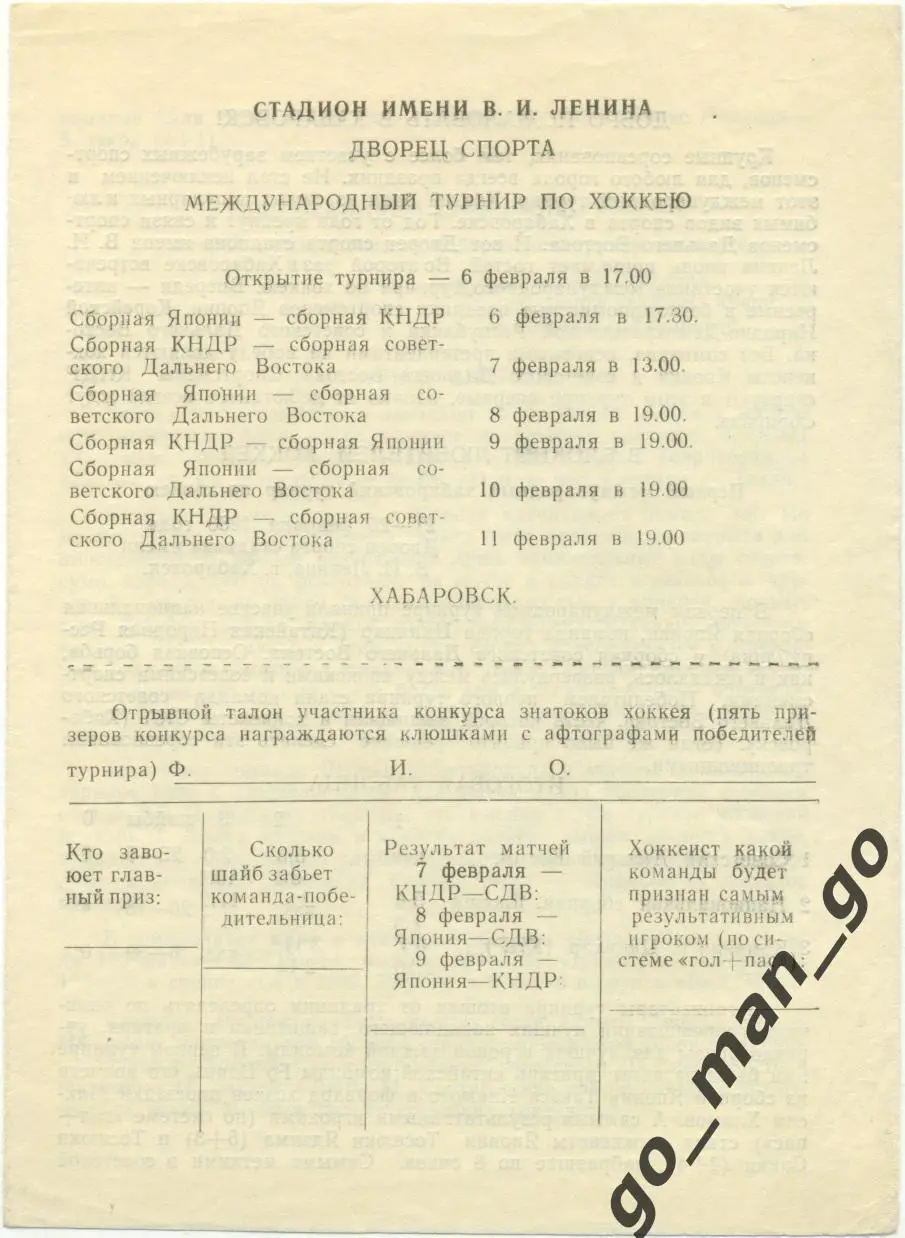 СТАДИОН ИМЕНИ В. И. ЛЕНИНА
ДВОРЕЦ СПОРТА
МЕЖДУНАРОДНЫЙ ТУРНИР ПО ХОККЕЮ
Открытие турнира — 6 февраля в 17.00
Сборная Японии — сборная КНДР 6 февраля в 17.30.
Сборная КНДР — сборная совет-
ского Дальнего Востока 7 февраля в 13.00.
Сборная Японии — сборная со-
ветского Дальнего Востока 8 февраля в 19.00.
Сборная КНДР — сборная Японии 9 февраля в 19.00.
Сборная Японии — сборная со-
ветского Дальнего Востока 10 февраля в 19.00
Сборная КНДР — сборная совет-
ского Дальнего Востока 11 февраля в 19.00
ХАБАРОВСК.
Отрывной талон участника конкурса знатоков хоккея (пять при-
зеров конкурса награждаются клюшками с афтографами победителей
турнира) Ф. И. О.
Кто заво-
юет глав-
ный приз:
Сколько
шайб забьет
команда-побе-
дительница:
Результат матчей
7 февраля —
КНДР—СДВ:
8 февраля —
Япония—СДВ:
9 февраля —
Япония—КНДР:
Хоккеист какой
команды будет
признан самым
результативным
игроком (по си-
стеме «гол+пас»):
go_man_go